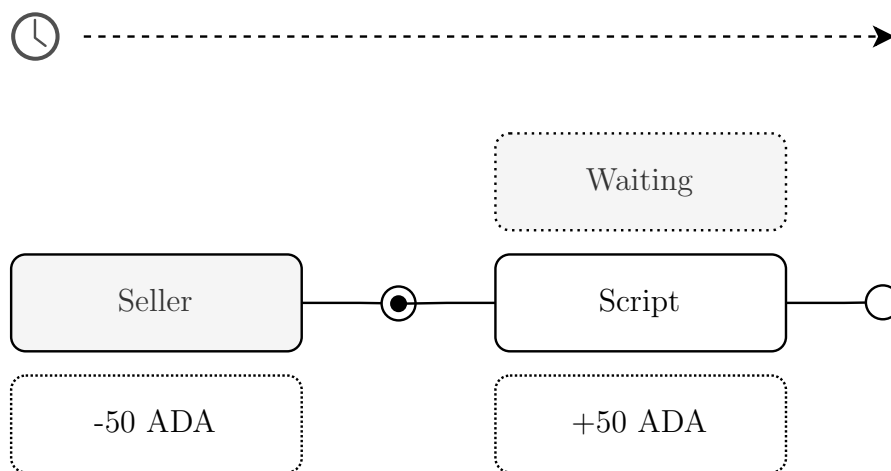 Waiting
Seller
Script
-50 ADA
+50 ADA